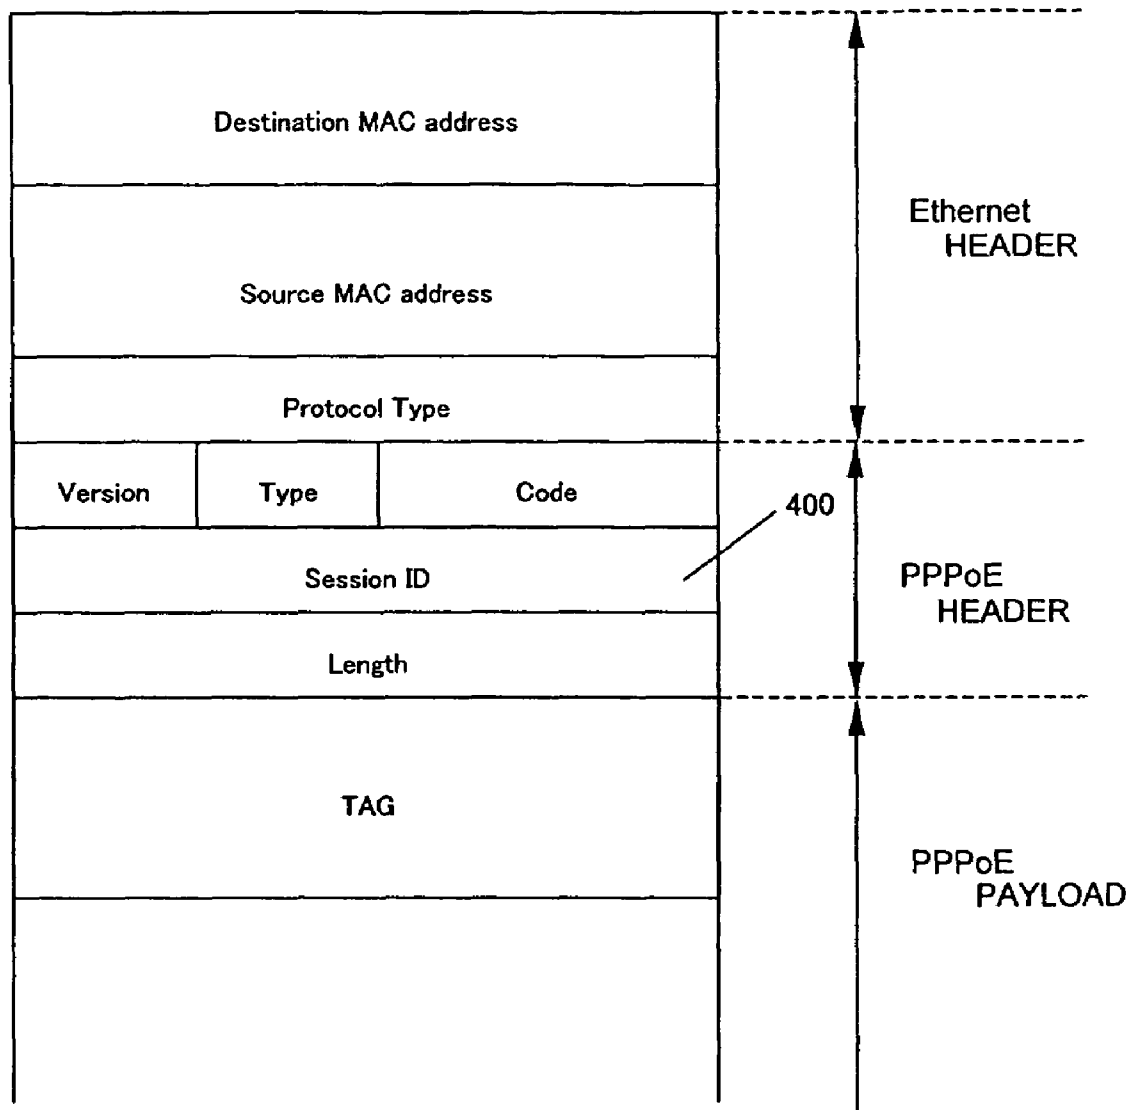 Destination MAC address
Source MAC address
Protocol Type
Ethernet
HEADER
Version
Type
Code
400
Session ID
Length
PPPoE
HEADER
TAG
PPPoE
PAYLOAD